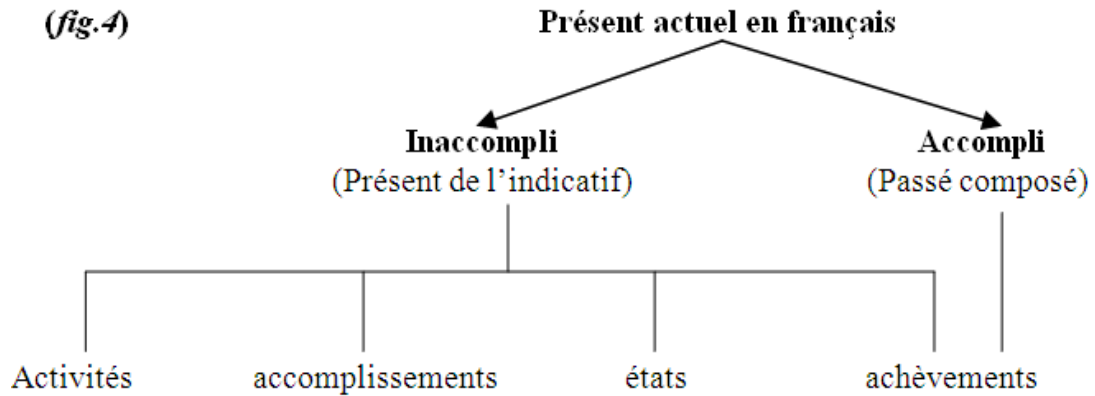 (fig.4) Présent actuel en français
Inaccompli Accompli
(Présent de l’indicatif) (Passé composé)
Activités accomplissements états achèvements